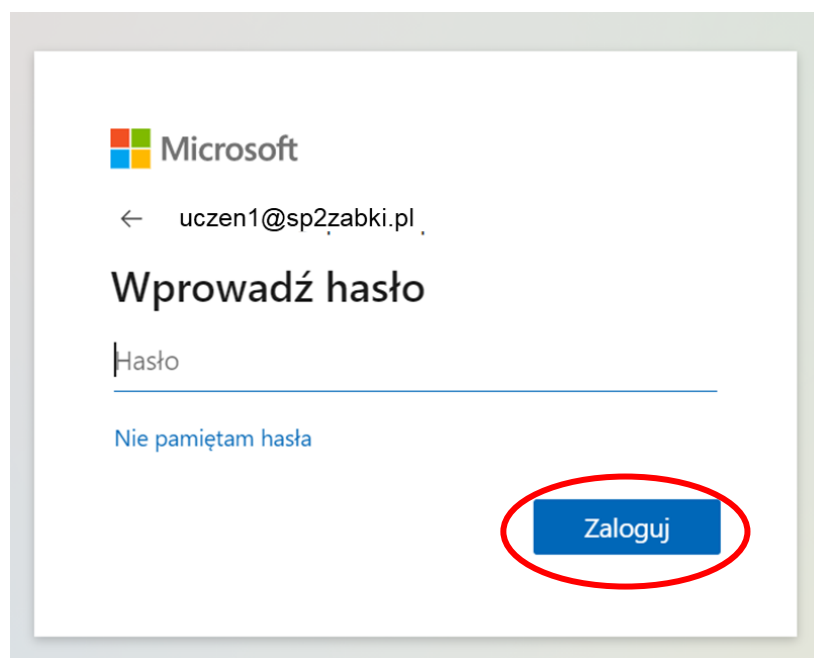 Microsoft
← uczen1@sp2zabki.pl
Wprowadź hasło
Hasło
Nie pamiętam hasła
Zaloguj